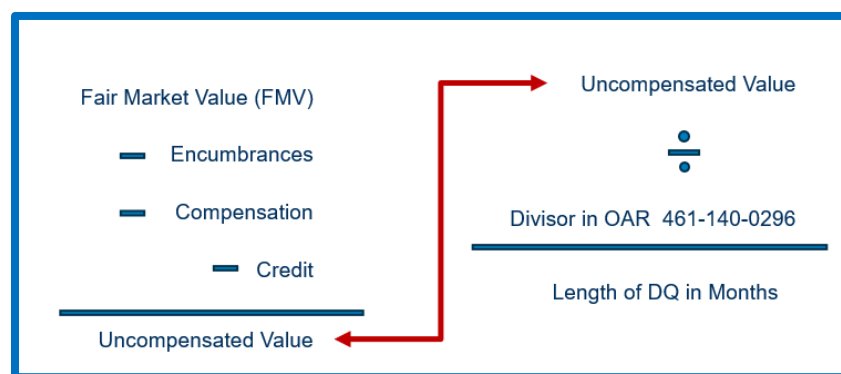 Fair Market Value (FMV)
Encumbrances
Compensation
Credit
Uncompensated Value
Uncompensated Value
Divisor in OAR 461-140-0296
Length of DQ in Months